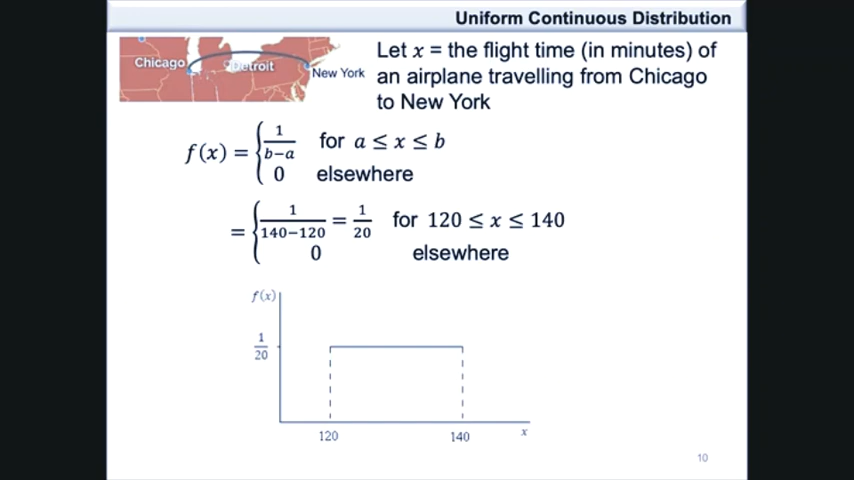 Uniform Continuous Distribution
Chicago
Detroit
New York
Let x = the flight time (in minutes) of
an airplane travelling from Chicago
to New York
f(x) = { 1/(b−a) for a ≤ x ≤ b
0 elsewhere
= { 1/(140−120) = 1/20 for 120 ≤ x ≤ 140
0 elsewhere
f(x)
1/20
120
140
x
10